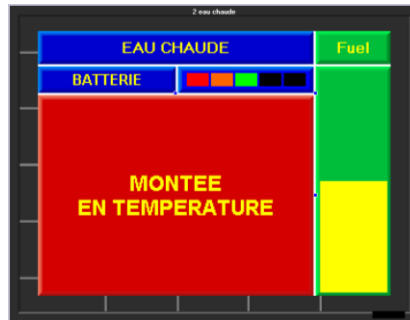 2 eau chaude
EAU CHAUDE
Fuel
BATTERIE
MONTEE
EN TEMPERATURE